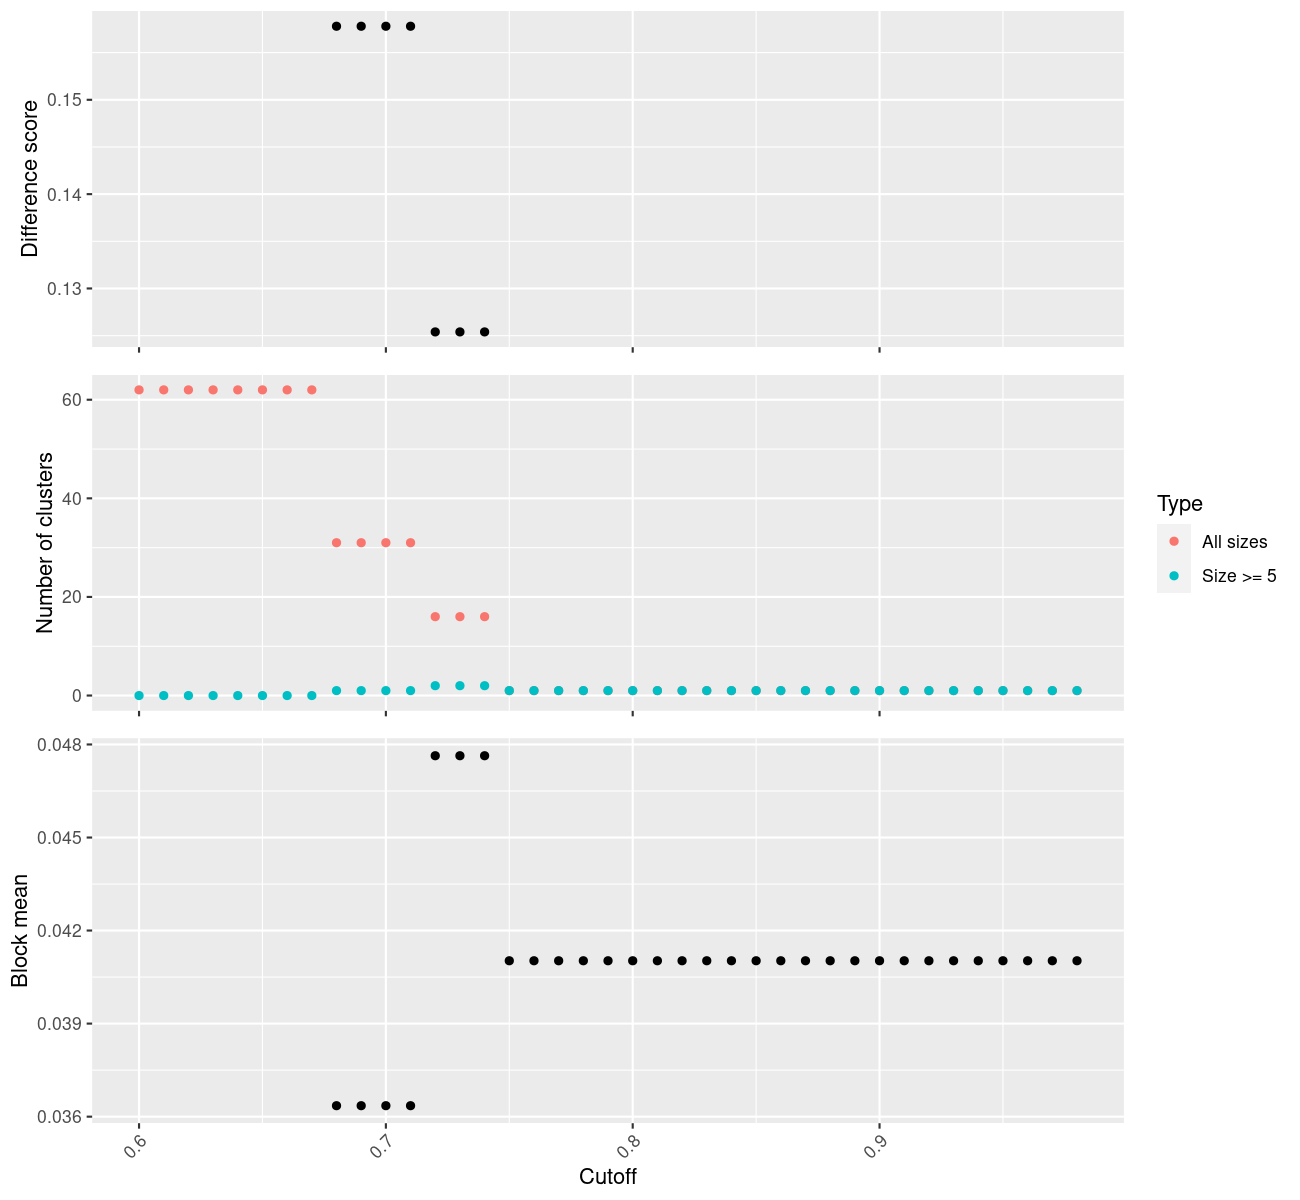 Difference score
0.15
0.14
0.13
Number of clusters
60
40
20
0
Type
All sizes
Size >= 5
Block mean
0.048
0.045
0.042
0.039
0.036
0.6
0.7
0.8
0.9
Cutoff